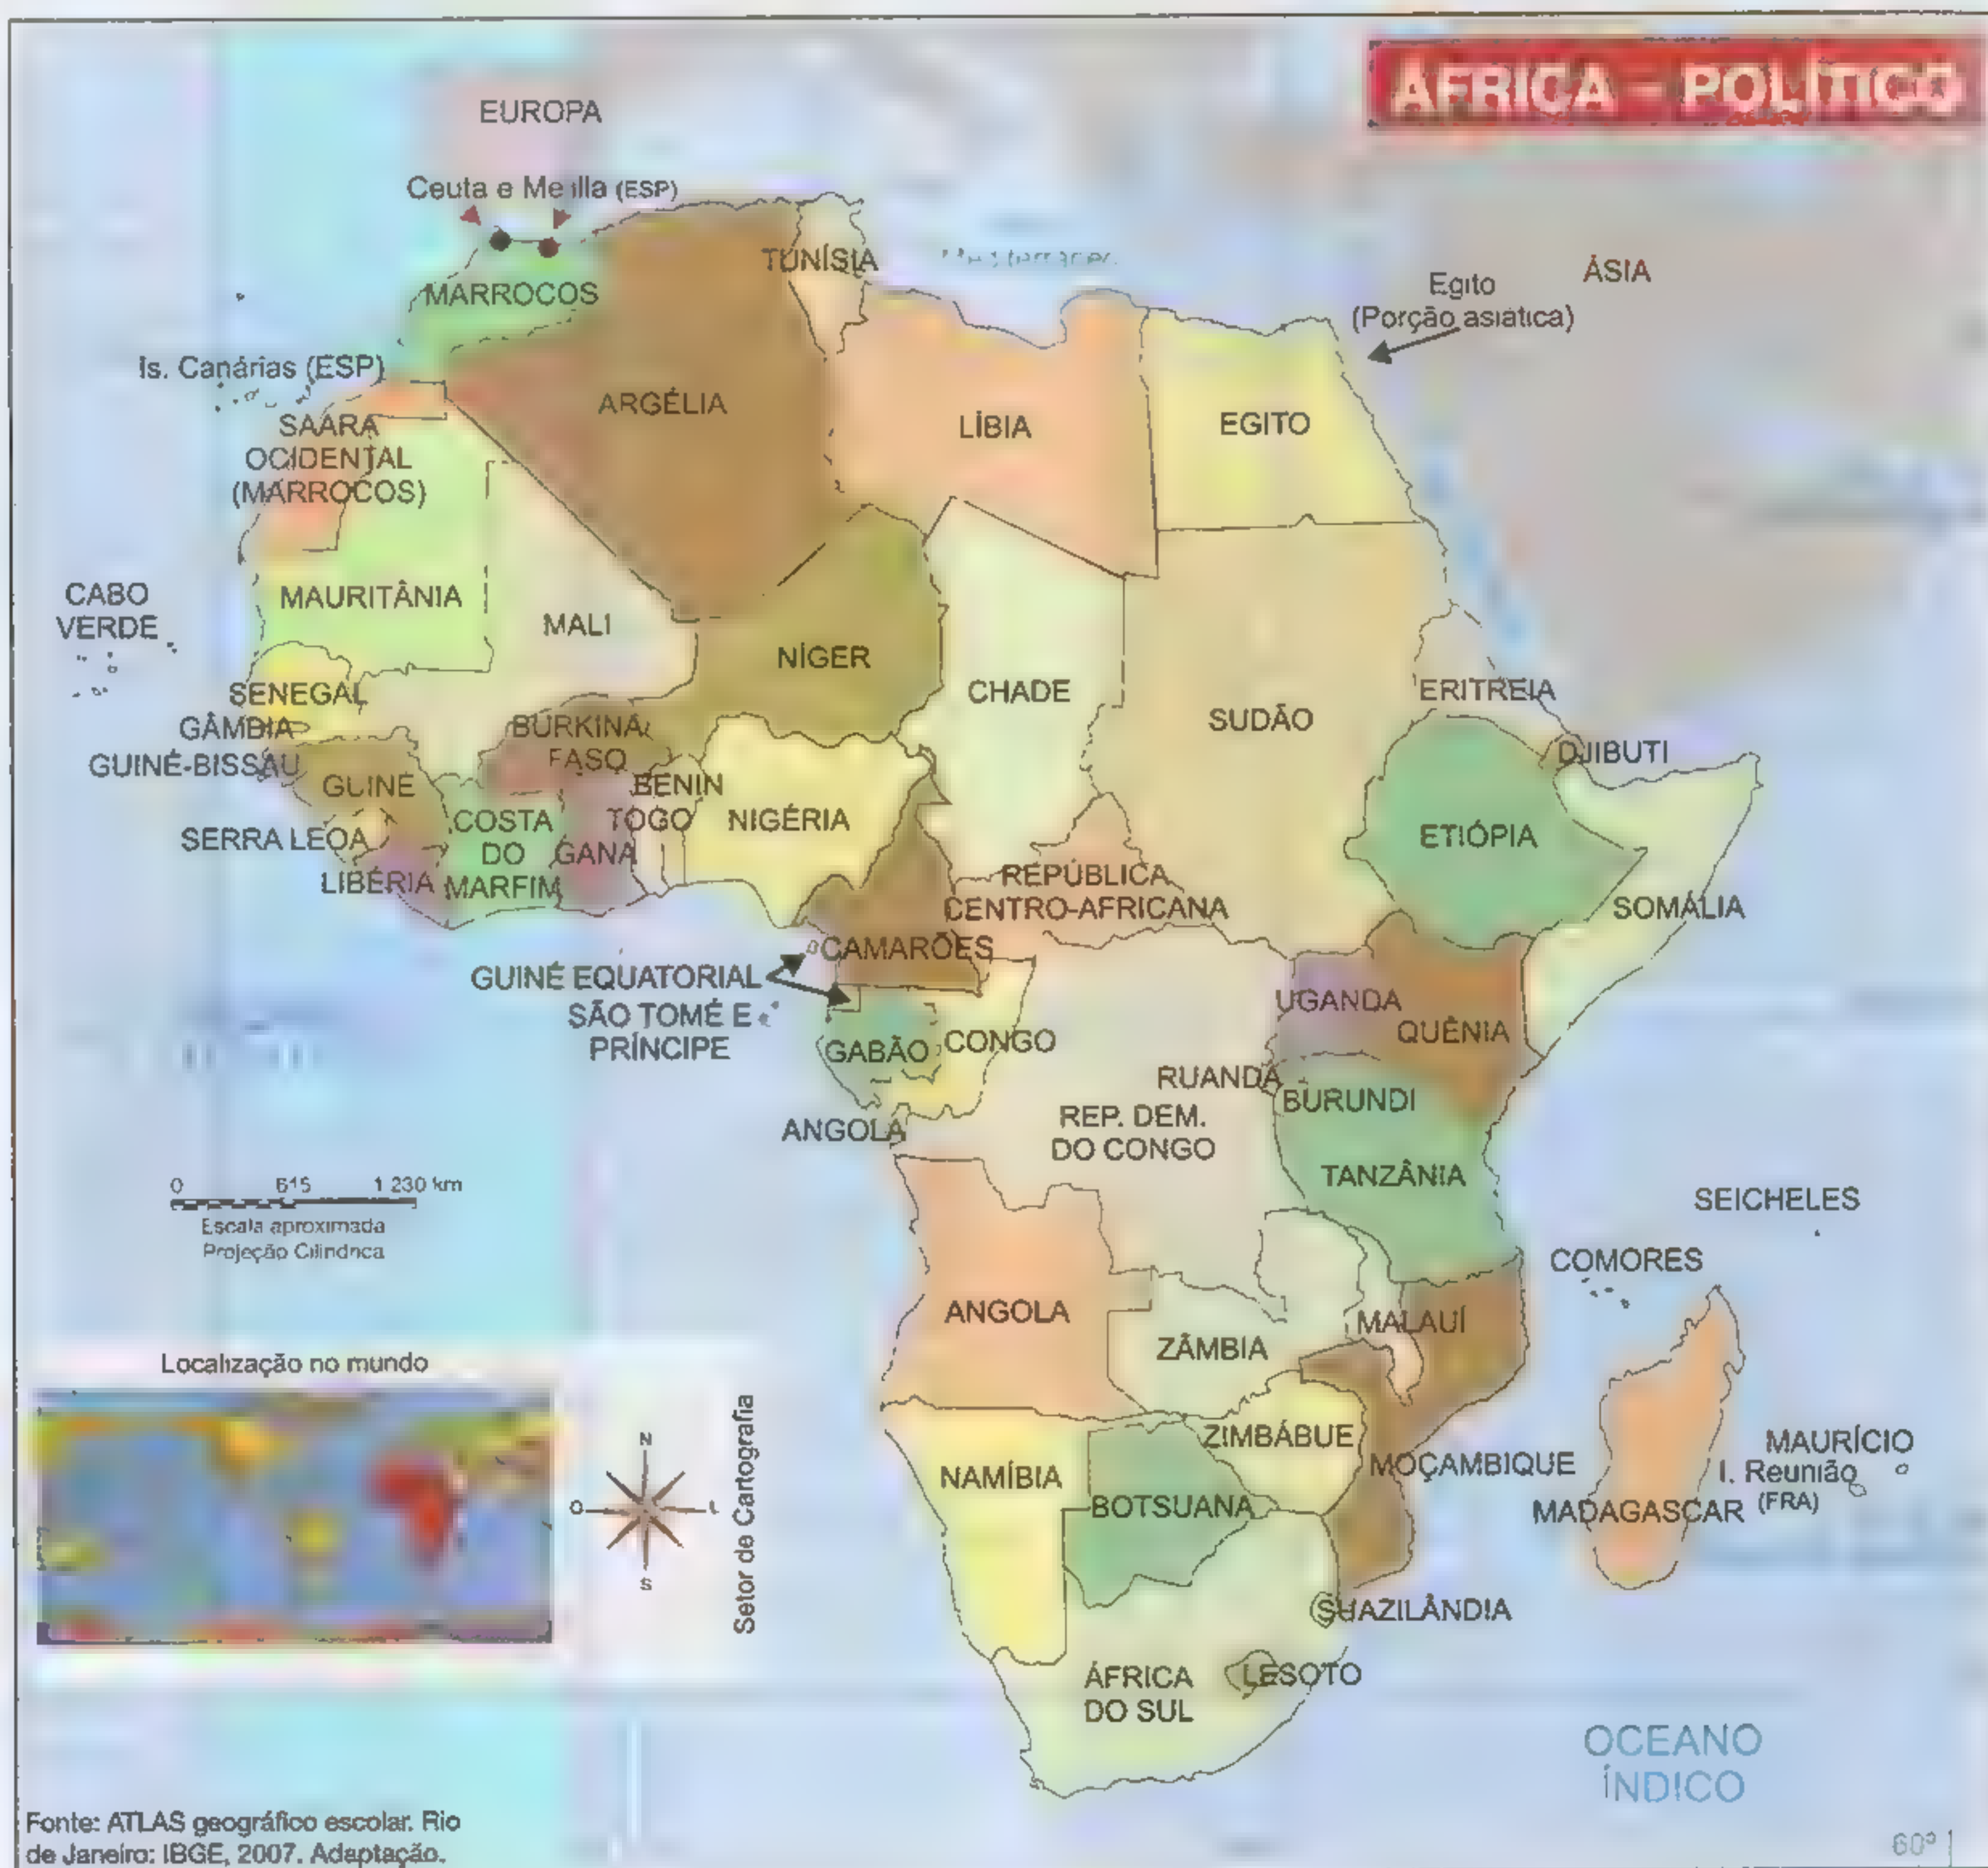 ÁFRICA - POLÍTICO
EUROPA
Ceuta e Melilla (ESP)
TUNÍSIA
ÁSIA
Egito
(Porção asiática)
MARROCOS
Is. Canárias (ESP)
ARGÉLIA
LÍBIA
EGITO
SAARA
OCIDENTAL
(MARROCOS)
CABO
VERDE
MAURITÂNIA
MALI
NÍGER
CHADE
SUDÃO
ERITREIA
SENEGAL
GÂMBIA
GUINÉ-BISSAU
BURKINA
FASO
DJIBUTI
GUINÉ
BENIN
TOGO
NIGÉRIA
ETIÓPIA
SERRA LEOA
COSTA
DO
MARFIM
GANA
LIBÉRIA
REPÚBLICA
CENTRO-AFRICANA
SOMÁLIA
CAMARÕES
GUINÉ EQUATORIAL
SÃO TOMÉ E
PRÍNCIPE
UGANDA
QUÊNIA
GABÃO
CONGO
RUANDA
BURUNDI
ANGOLA
REP. DEM.
DO CONGO
TANZÂNIA
0 615 1 230 km
Escala aproximada
Projeção Cilíndrica
SEICHELES
COMORES
ANGOLA
ZÂMBIA
MALAUÍ
Localização no mundo
N
O
L
S
Setor de Cartografia
NAMÍBIA
BOTSUANA
ZIMBÁBUE
MOÇAMBIQUE
MADAGASCAR
MAURÍCIO
I. Reunião
(FRA)
SUAZILÂNDIA
ÁFRICA
DO SUL
LESOTO
OCEANO
ÍNDICO
60°
Fonte: ATLAS geográfico escolar. Rio
de Janeiro: IBGE, 2007. Adaptação.